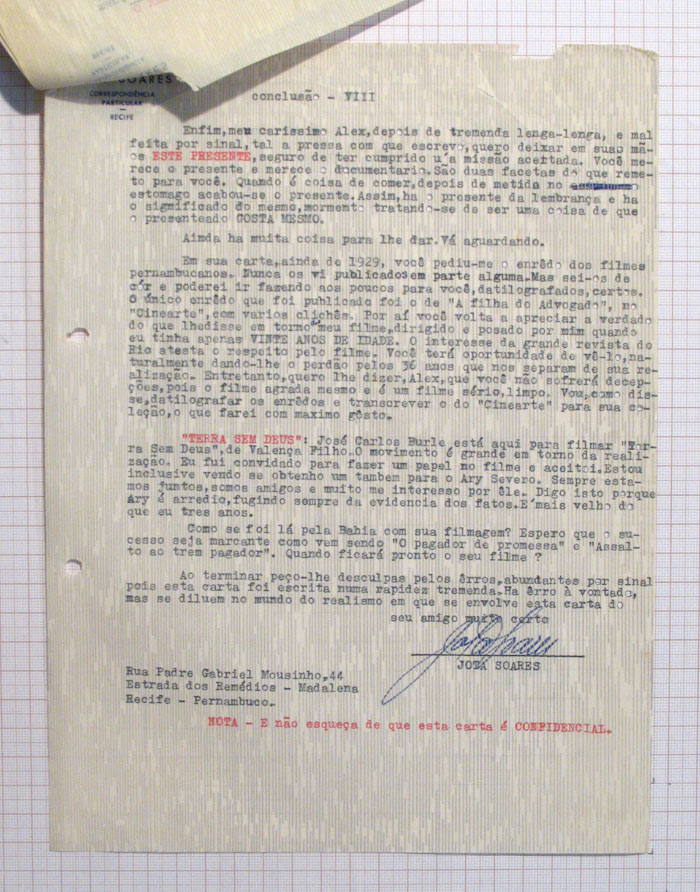 SOARES
CORRESPONDÊNCIA
PARTICULAR
RECIFE
conclusão - VIII
Enfim,meu carissimo Alex,depois de tremenda lenga-lenga, e mal
feita por sinal,tal a pressa com que escrevo,quero deixar em suas mã-
os ESTE PRESENTE,seguro de ter cumprido u'a missão acertada. Você me-
rece o presente e merece o documentario. São duas facetas do que reme-
to para você. Quando é coisa de comer,depois de metida no
estomago acabou-se o presente.Assim,ha o presente da lembrança e ha
o significado do mesmo,mormente tratando-se de ser uma coisa de que
o presenteado GOSTA MESMO.
Ainda ha muita coisa para lhe dar.Vá aguardando.
Em sua carta,ainda de 1929, você pediu-me o enrêdo dos filmes
pernambucanos. Nunca os vi publicados em parte alguma.Mas sei-os de
cór e poderei ir fazendo aos poucos para você,datilografados,certos.
O único enrêdo que foi publicado foi o de "A filha do Advogado", no
"Cinearte",com varios clichês. Por aí você volta a apreciar a verdade
do que lhedisse em torno meu filme,dirigido e posado por mim quando
eu tinha apenas VINTE ANOS DE IDADE. O interesse da grande revista do
Rio atesta o respeito pelo filme. Você terá oportunidade de vê-lo,na-
turalmente dando-lhe o perdão pelos 36 anos que nos separam de sua re-
alização. Entretanto,quero lhe dizer,Alex,que você não sofrerá decep-
ções,pois o filme agrada mesmo e é um filme sério,limpo. Vou,como dis-
se,datilografar os enrêdos e transcrever o do "Cinearte" para sua co-
leção,o que farei com maximo gôsto.
"TERRA SEM DEUS": José Carlos Burle está aqui para filmar "Ter-
ra Sem Deus",de Valença Filho.O movimento é grande em torno da reali-
zação. Eu fui convidado para fazer um papel no filme e aceitoi.Estou
inclusive vendo se obtenho um tambem para o Ary Severo. Sempre esta-
mos juntos,somos amigos e muito me interesso por êle. Digo isto porque
Ary é arredio,fugindo sempre da evidencia dos fatos.E'mais velho do
que eu tres anos.
Como se foi lá pela Bahia com sua filmagem? Espero que o su-
cesso seja marcante como vem sendo "O pagador de promessa" e "Assal-
to ao trem pagador". Quando ficará pronto o seu filme ?
Ao terminar peço-lhe desculpas pelos êrros,abundantes por sinal
pois esta carta foi escrita numa rapidez tremenda.Ha êrro à vontade,
mas se diluem no mundo do realismo em que se envolve esta carta do
seu amigo muito certo
Jota Soares
JOTA SOARES
Rua Padre Gabriel Mousinho,44
Estrada dos Remédios - Madalena
Recife - Pernambuco.
NOTA - E não esqueça de que esta carta é CONFIDENCIAL.